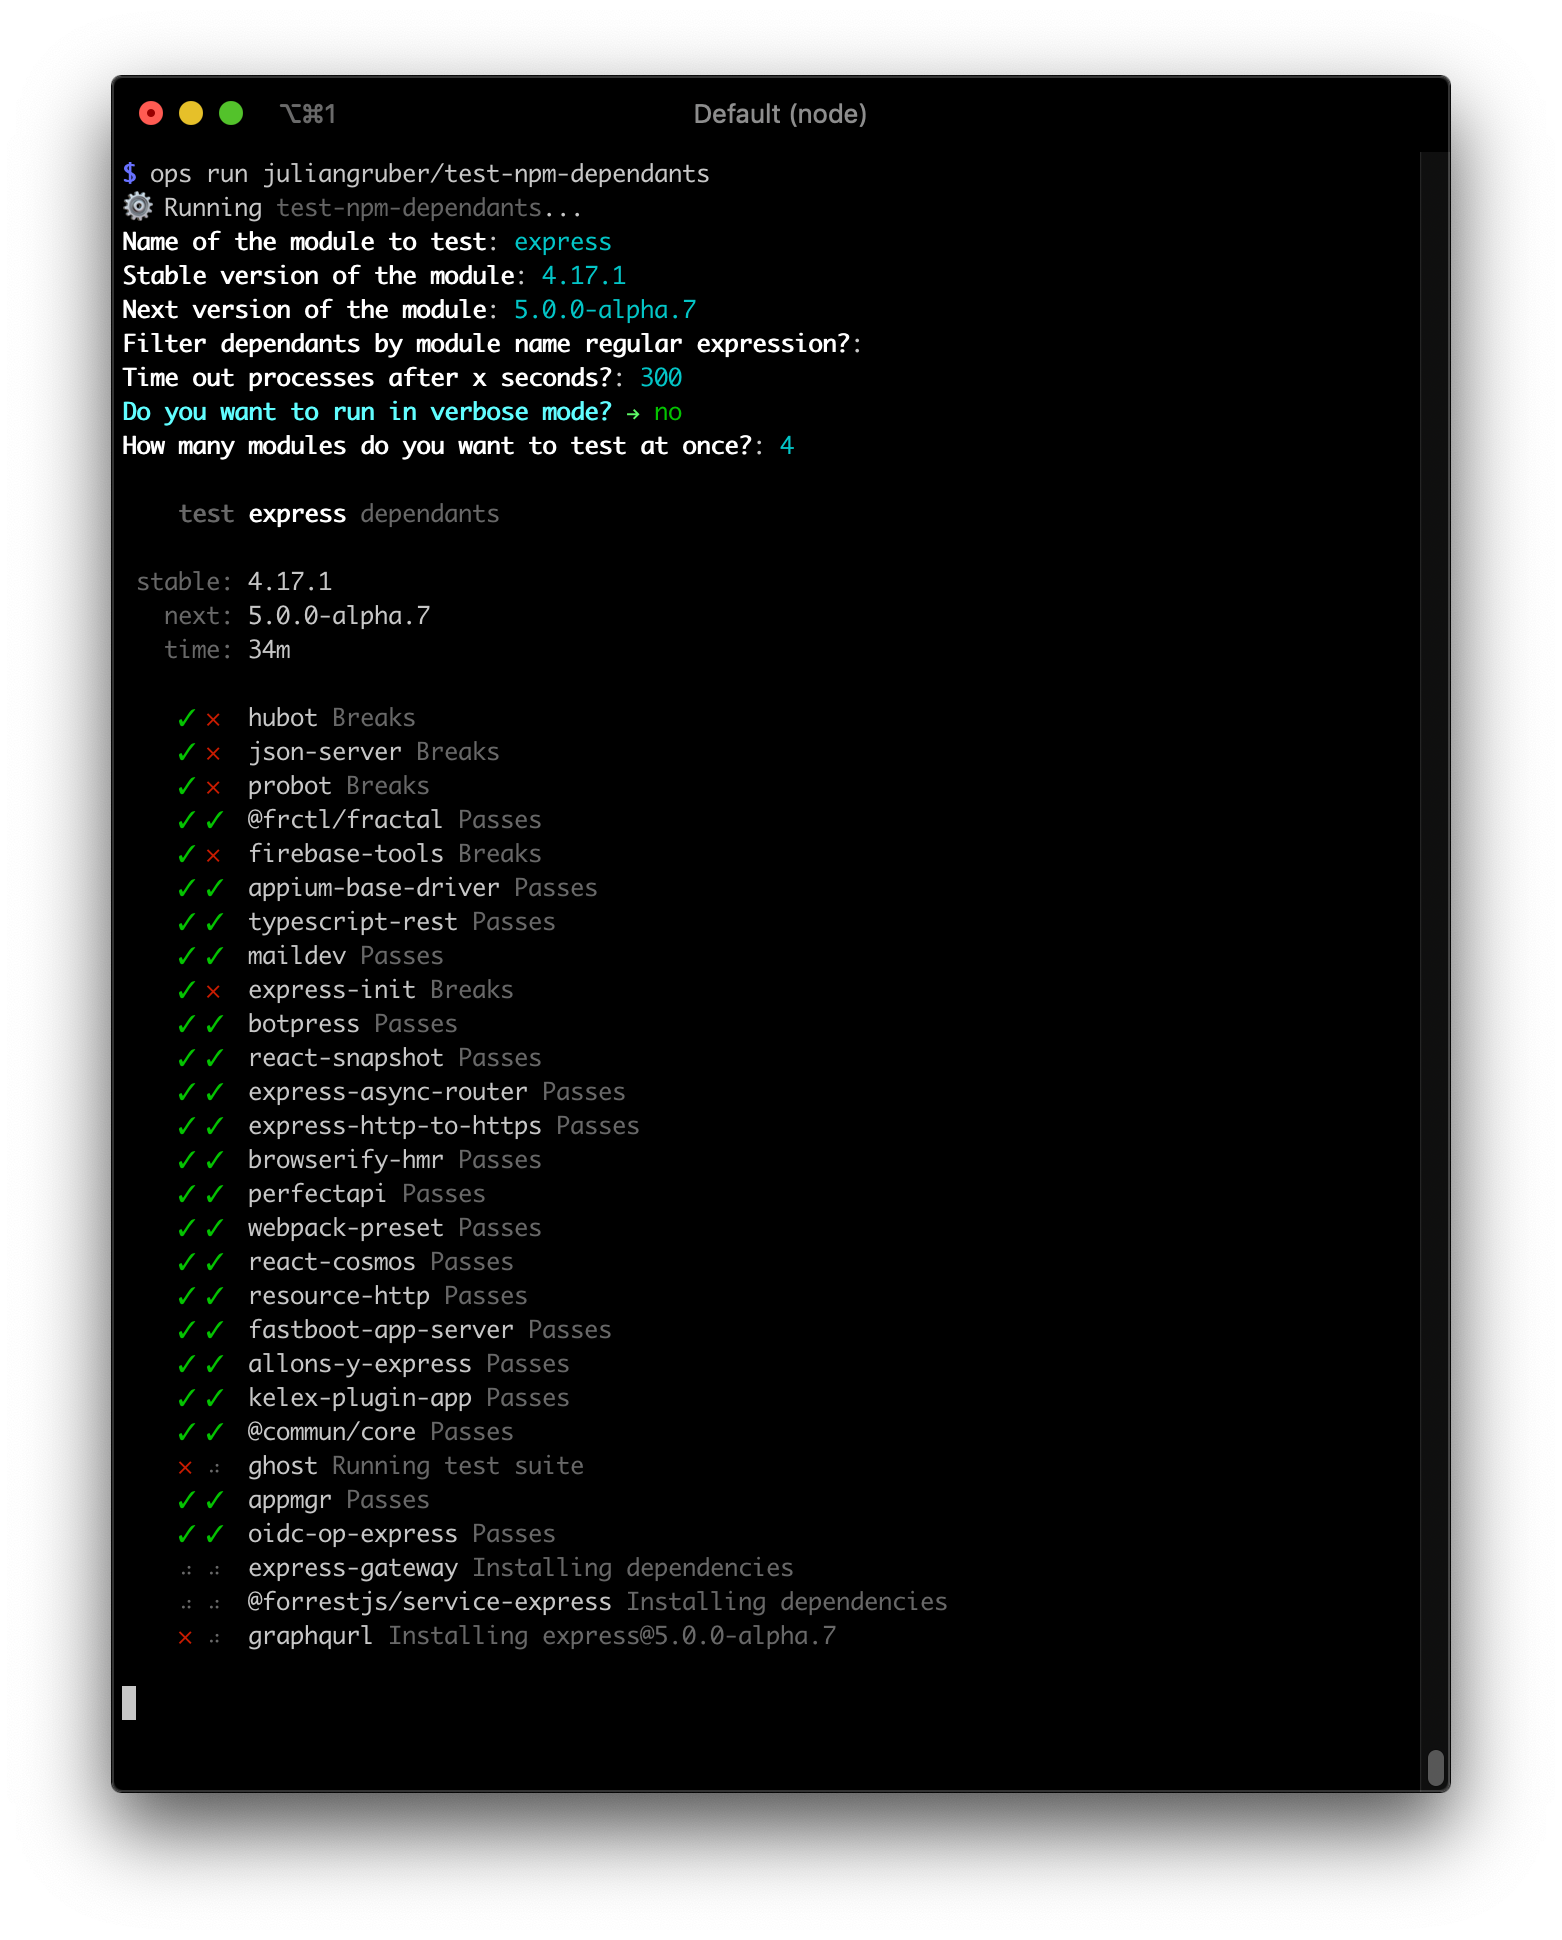 ⌥⌘1 Default (node)
$ ops run juliangruber/test-npm-dependants
⚙️ Running test-npm-dependants...
Name of the module to test: express
Stable version of the module: 4.17.1
Next version of the module: 5.0.0-alpha.7
Filter dependants by module name regular expression?:
Time out processes after x seconds?: 300
Do you want to run in verbose mode? → no
How many modules do you want to test at once?: 4
test express dependants
stable: 4.17.1
next: 5.0.0-alpha.7
time: 34m
✓ × hubot Breaks
✓ × json-server Breaks
✓ × probot Breaks
✓ ✓ @frctl/fractal Passes
✓ × firebase-tools Breaks
✓ ✓ appium-base-driver Passes
✓ ✓ typescript-rest Passes
✓ ✓ maildev Passes
✓ × express-init Breaks
✓ ✓ botpress Passes
✓ ✓ react-snapshot Passes
✓ ✓ express-async-router Passes
✓ ✓ express-http-to-https Passes
✓ ✓ browserify-hmr Passes
✓ ✓ perfectapi Passes
✓ ✓ webpack-preset Passes
✓ ✓ react-cosmos Passes
✓ ✓ resource-http Passes
✓ ✓ fastboot-app-server Passes
✓ ✓ allons-y-express Passes
✓ ✓ kelex-plugin-app Passes
✓ ✓ @commun/core Passes
× ⠴ ghost Running test suite
✓ ✓ appmgr Passes
✓ ✓ oidc-op-express Passes
⠴ ⠴ express-gateway Installing dependencies
⠴ ⠴ @forrestjs/service-express Installing dependencies
× ⠴ graphqurl Installing express@5.0.0-alpha.7